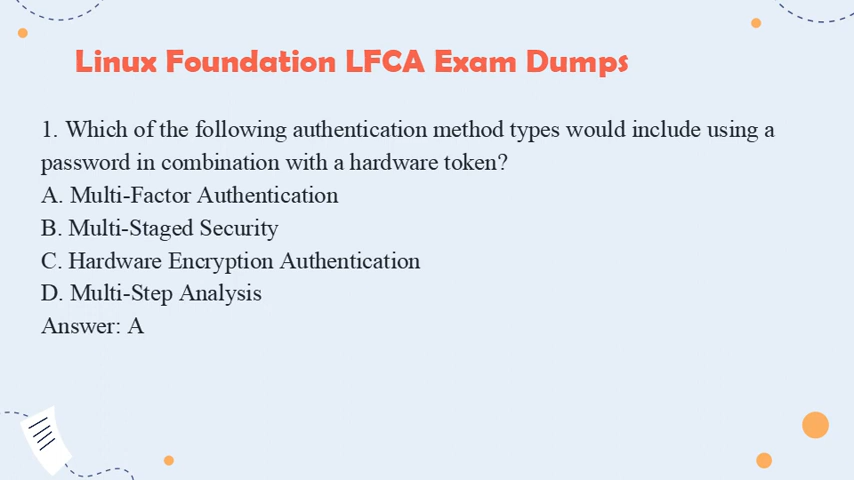 Linux Foundation LFCA Exam Dumps
1. Which of the following authentication method types would include using a
password in combination with a hardware token?
A. Multi-Factor Authentication
B. Multi-Staged Security
C. Hardware Encryption Authentication
D. Multi-Step Analysis
Answer: A